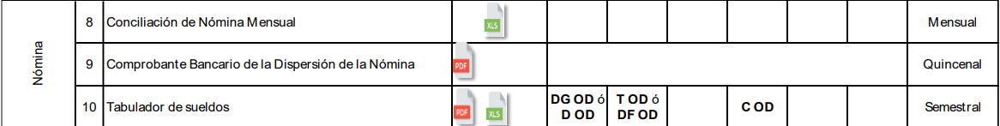 Nómina
8 Conciliación de Nómina Mensual XLS Mensual
9 Comprobante Bancario de la Dispersión de la Nómina PDF Quincenal
10 Tabulador de sueldos PDF XLS DG OD ó T OD ó C OD Semestral
D OD DF OD